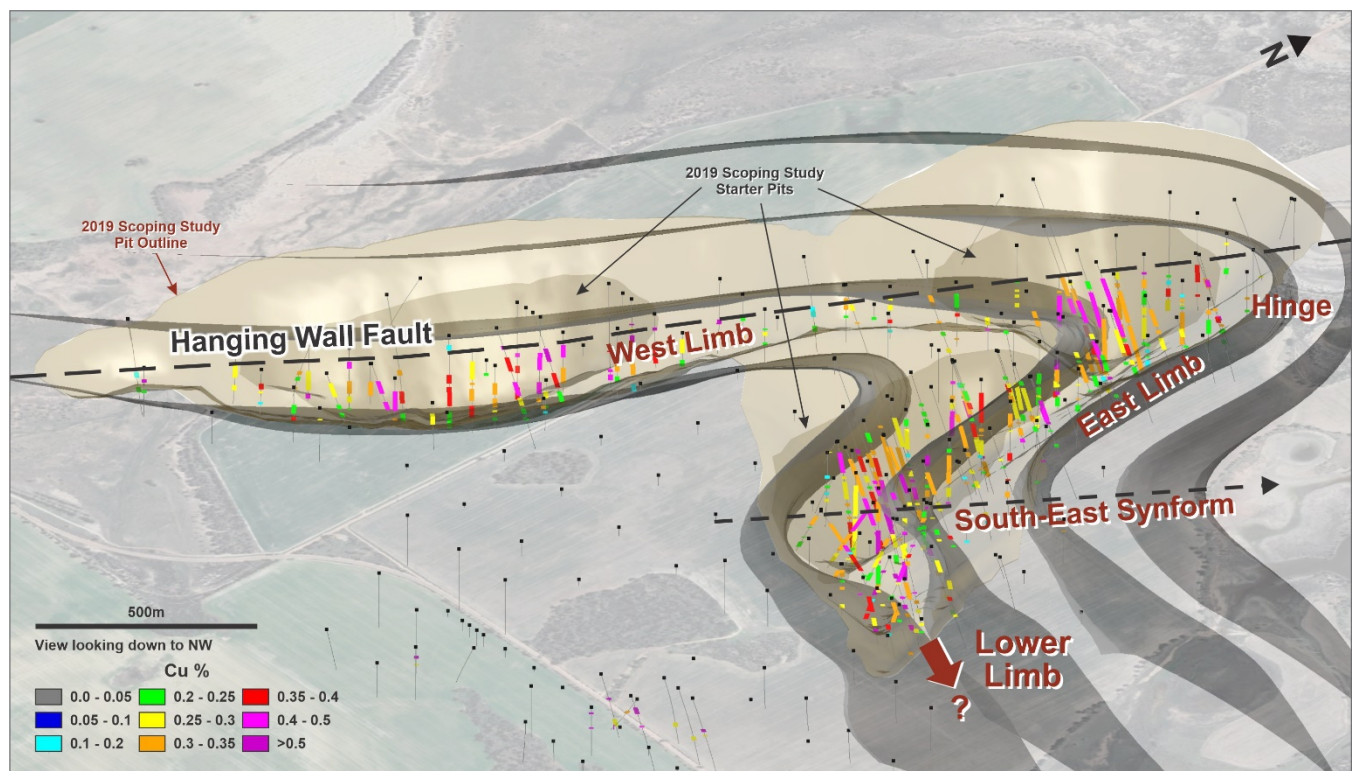 N
2019 Scoping Study
Starter Pits
2019 Scoping Study
Pit Outline
Hanging Wall Fault
West Limb
Hinge
East Limb
South-East Synform
Lower
Limb
?
500m
View looking down to NW
Cu %
0.0 - 0.05
0.2 - 0.25
0.35 - 0.4
0.05 - 0.1
0.25 - 0.3
0.4 - 0.5
0.1 - 0.2
0.3 - 0.35
>0.5